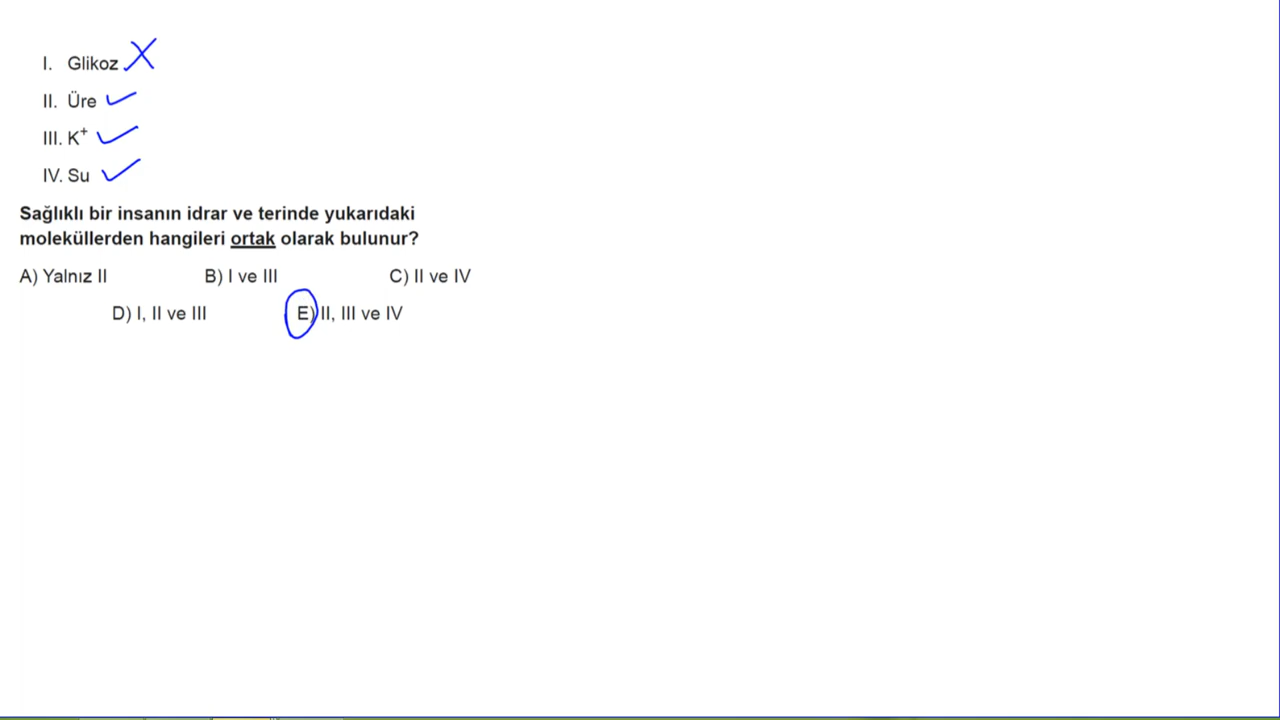 I. Glikoz
II. Üre
III. K⁺
IV. Su
Sağlıklı bir insanın idrar ve terinde yukarıdaki
moleküllerden hangileri ortak olarak bulunur?
A) Yalnız II B) I ve III C) II ve IV
D) I, II ve III E) II, III ve IV